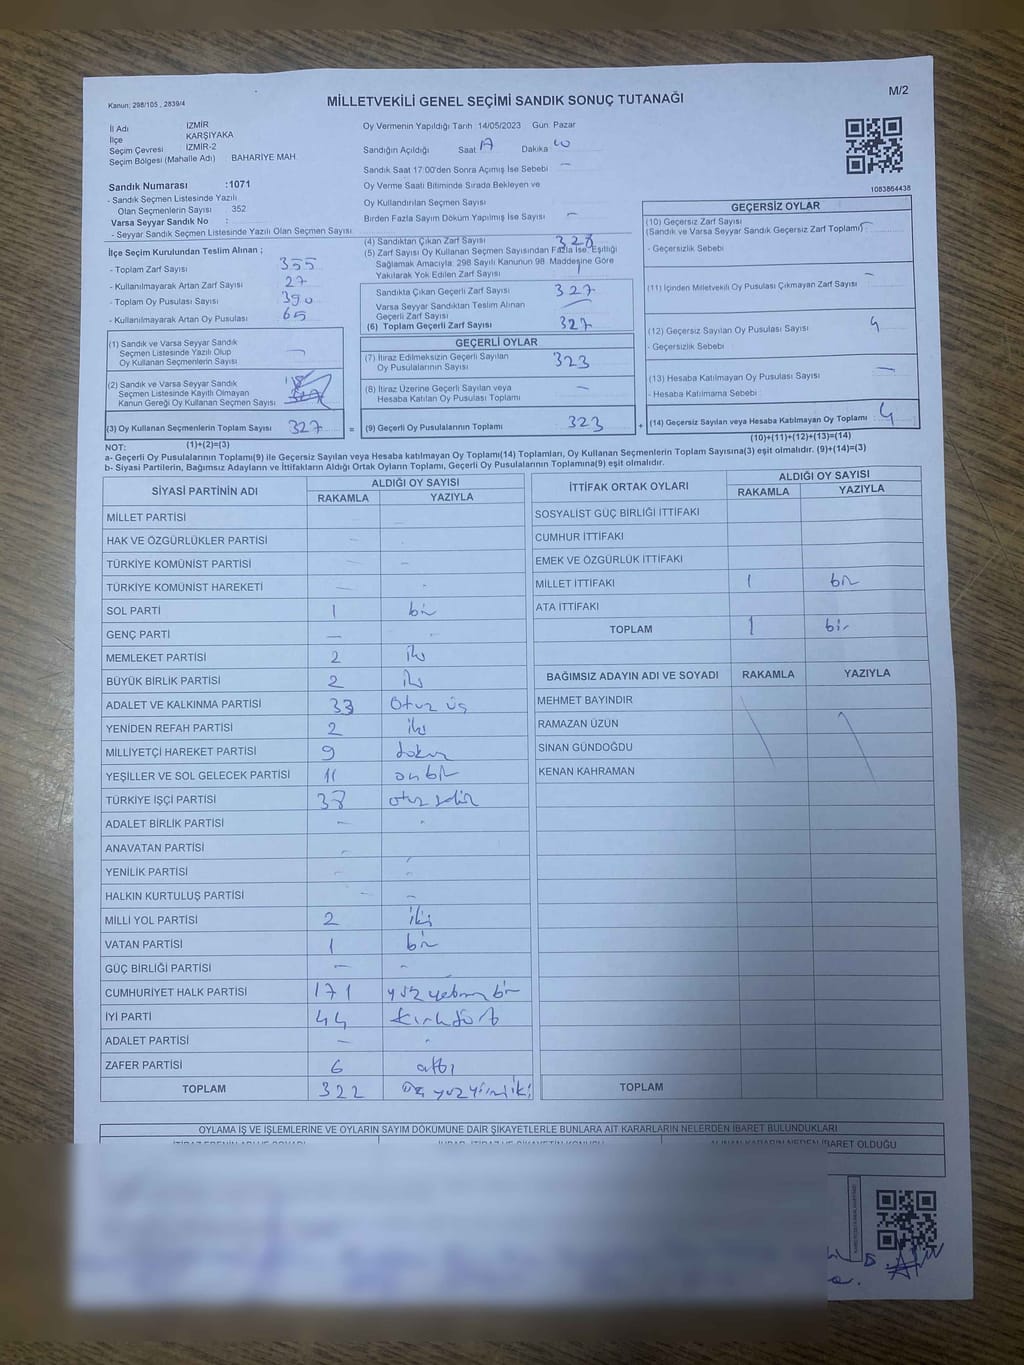 Kanun; 298/105 , 2839/4
MİLLETVEKİLİ GENEL SEÇİMİ SANDIK SONUÇ TUTANAĞI
M/2
İl Adı İZMİR
İlçe KARŞIYAKA
Seçim Çevresi İZMİR-2
Seçim Bölgesi (Mahalle Adı) : BAHARİYE MAH.
Oy Vermenin Yapıldığı Tarih 14/05/2023 Gün Pazar
Sandığın Açıldığı Saat Dakika
Sandık Saat 17:00'den Sonra Açımış İse Sebebi —
Oy Verme Saati Bitiminde Sırada Bekleyen ve
Oy Kullandırılan Seçmen Sayısı
Birden Fazla Sayım Döküm Yapılmış İse Sayısı —
1083864438
Sandık Numarası :1071
- Sandık Seçmen Listesinde Yazılı
Olan Seçmenlerin Sayısı 352
Varsa Seyyar Sandık No :
- Seyyar Sandık Seçmen Listesinde Yazılı Olan Seçmen Sayısı
İlçe Seçim Kurulundan Teslim Alınan ;
- Toplam Zarf Sayısı 355
- Kullanılmayarak Artan Zarf Sayısı 27
- Toplam Oy Pusulası Sayısı 390
- Kullanılmayarak Artan Oy Pusulası 65
(1) Sandık ve Varsa Seyyar Sandık
Seçmen Listesinde Yazılı Olup
Oy Kullanan Seçmenlerin Sayısı —
(2) Sandık ve Varsa Seyyar Sandık
Seçmen Listesinde Kayıtlı Olmayan
Kanun Gereği Oy Kullanan Seçmen Sayısı
(3) Oy Kullanan Seçmenlerin Toplam Sayısı 327 =
(4) Sandıktan Çıkan Zarf Sayısı 328
(5) Zarf Sayısı Oy Kullanan Seçmen Sayısından Fazla İse, Eşitliği
Sağlamak Amacıyla, 298 Sayılı Kanunun 98. Maddesine Göre
Yakılarak Yok Edilen Zarf Sayısı 1
Sandıkta Çıkan Geçerli Zarf Sayısı 327
Varsa Seyyar Sandıktan Teslim Alınan
Geçerli Zarf Sayısı —
(6) Toplam Geçerli Zarf Sayısı 327
GEÇERLİ OYLAR
(7) İtiraz Edilmeksizin Geçerli Sayılan
Oy Pusulalarının Sayısı 323
(8) İtiraz Üzerine Geçerli Sayılan veya
Hesaba Katılan Oy Pusulası Toplamı —
(9) Geçerli Oy Pusulalarının Toplamı 323 +
GEÇERSİZ OYLAR
(10) Geçersiz Zarf Sayısı
(Sandık ve Varsa Seyyar Sandık Geçersiz Zarf Toplamı) —
- Geçersizlik Sebebi
(11) İçinden Milletvekili Oy Pusulası Çıkmayan Zarf Sayısı —
(12) Geçersiz Sayılan Oy Pusulası Sayısı 4
- Geçersizlik Sebebi
(13) Hesaba Katılmayan Oy Pusulası Sayısı —
- Hesaba Katılmama Sebebi
(14) Geçersiz Sayılan veya Hesaba Katılmayan Oy Toplamı 4
NOT: (1)+(2)=(3)
(10)+(11)+(12)+(13)=(14)
a- Geçerli Oy Pusulalarının Toplamı(9) ile Geçersiz Sayılan veya Hesaba katılmayan Oy Toplamı(14) Toplamları, Oy Kullanan Seçmenlerin Toplam Sayısına(3) eşit olmalıdır. (9)+(14)=(3)
b- Siyasi Partilerin, Bağımsız Adayların ve İttifakların Aldığı Ortak Oyların Toplamı, Geçerli Oy Pusulalarının Toplamına(9) eşit olmalıdır.
SİYASİ PARTİNİN ADI ALDIĞI OY SAYISI
RAKAMLA YAZIYLA
MİLLET PARTİSİ
HAK VE ÖZGÜRLÜKLER PARTİSİ —
TÜRKİYE KOMÜNİST PARTİSİ — —
TÜRKİYE KOMÜNİST HAREKETİ — -
SOL PARTİ 1 bir
GENÇ PARTİ — -
MEMLEKET PARTİSİ 2 iki
BÜYÜK BİRLİK PARTİSİ 2 iki
ADALET VE KALKINMA PARTİSİ 33 Otuz üç
YENİDEN REFAH PARTİSİ 2 iki
MİLLİYETÇİ HAREKET PARTİSİ 9 dokuz
YEŞİLLER VE SOL GELECEK PARTİSİ 11 on bir
TÜRKİYE İŞÇİ PARTİSİ 38 otuz sekiz
ADALET BİRLİK PARTİSİ — -
ANAVATAN PARTİSİ —
YENİLİK PARTİSİ — -
HALKIN KURTULUŞ PARTİSİ — —
MİLLİ YOL PARTİSİ 2 iki
VATAN PARTİSİ 1 bir
GÜÇ BİRLİĞİ PARTİSİ — -
CUMHURİYET HALK PARTİSİ 171 yüz yetmiş bir
İYİ PARTİ 44 Kırk dört
ADALET PARTİSİ — -
ZAFER PARTİSİ 6 altı
TOPLAM 322 üç yüz yirmi iki
İTTİFAK ORTAK OYLARI ALDIĞI OY SAYISI
RAKAMLA YAZIYLA
SOSYALİST GÜÇ BİRLİĞİ İTTİFAKI
CUMHUR İTTİFAKI
EMEK VE ÖZGÜRLÜK İTTİFAKI
MİLLET İTTİFAKI 1 bir
ATA İTTİFAKI
TOPLAM 1 bir
BAĞIMSIZ ADAYIN ADI VE SOYADI RAKAMLA YAZIYLA
MEHMET BAYINDIR
RAMAZAN ÜZÜN
SİNAN GÜNDOĞDU
KENAN KAHRAMAN
TOPLAM
OYLAMA İŞ VE İŞLEMLERİNE VE OYLARIN SAYIM DÖKÜMÜNE DAİR ŞİKAYETLERLE BUNLARA AİT KARARLARIN NELERDEN İBARET BULUNDUKLARI
ALINAN KARARIN NEDEN İBARET OLDUĞU